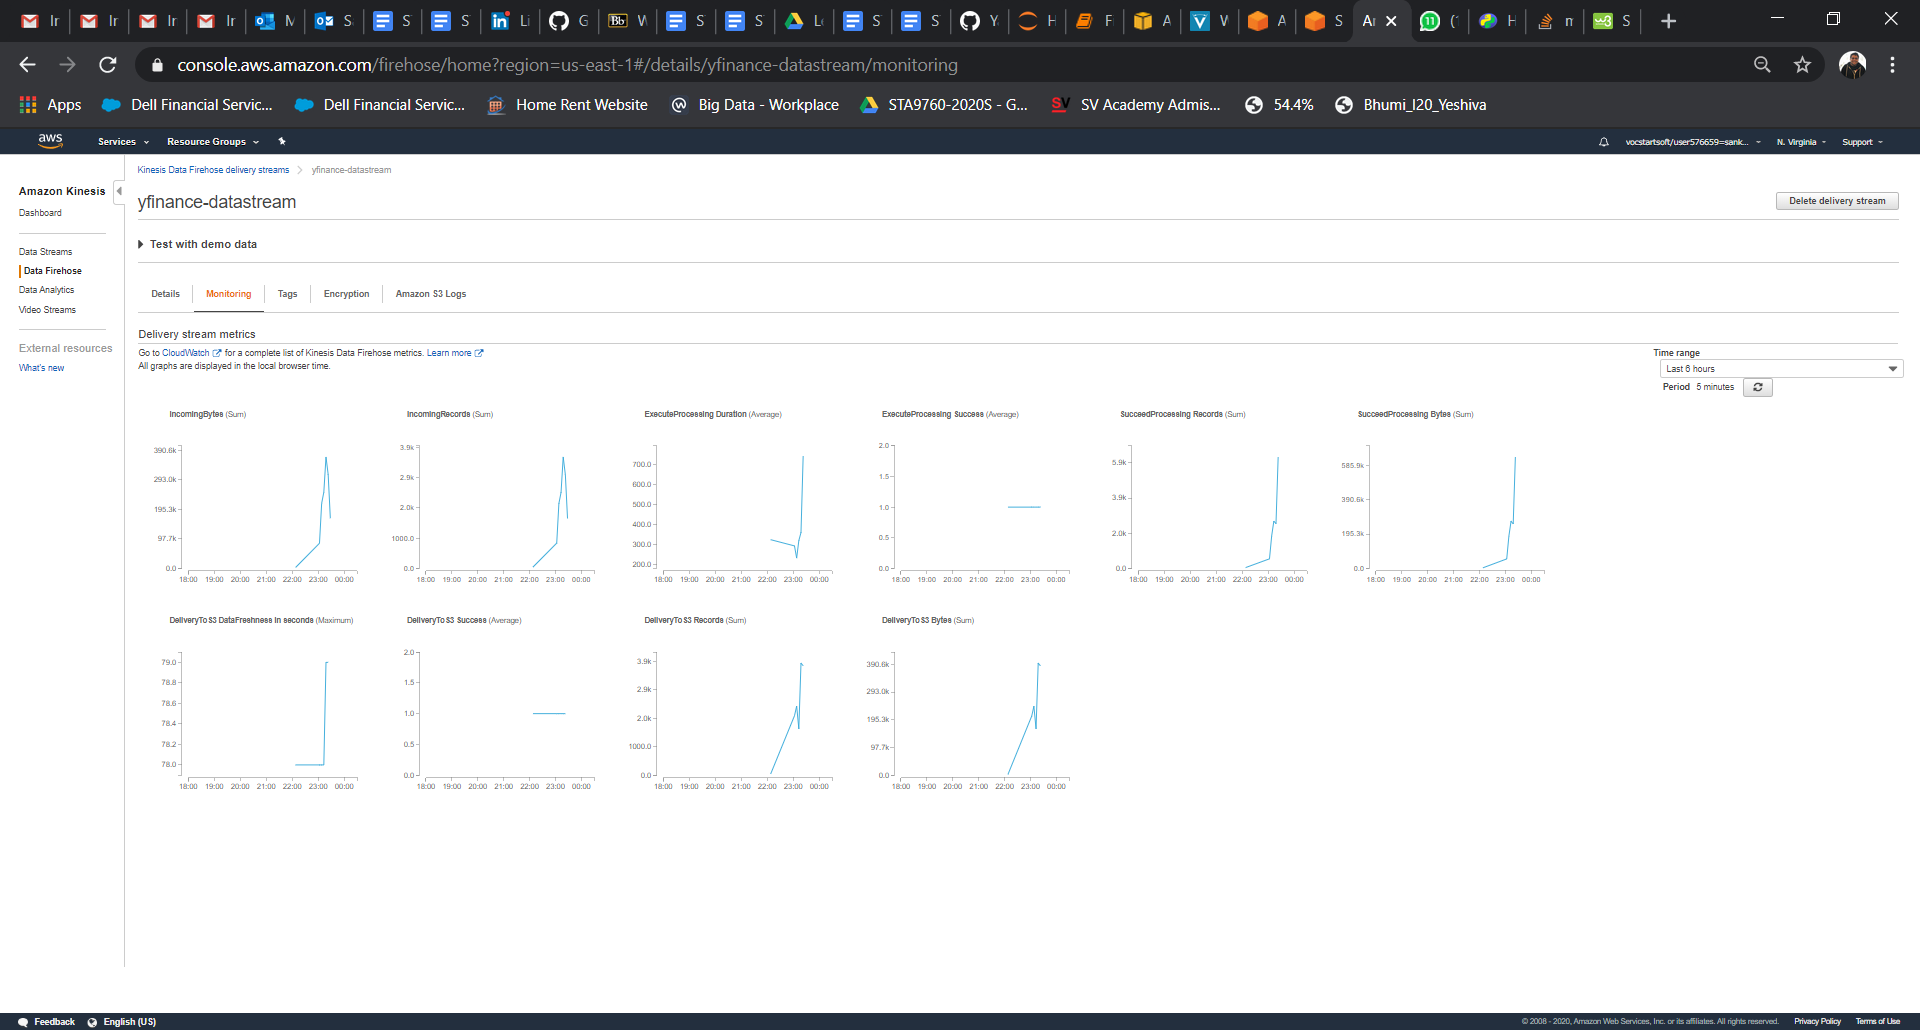 Ir Ir Ir Ir M S S S Li G Bb W S S L S S Y H F A V W A S Ar 11 (1 H m w3 S
console.aws.amazon.com/firehose/home?region=us-east-1#/details/yfinance-datastream/monitoring
Apps Dell Financial Servic... Dell Financial Servic... Home Rent Website Big Data - Workplace STA9760-2020S - G... SV Academy Admis... 54.4% Bhumi_I20_Yeshiva
aws Services Resource Groups vocstartsoft/user576659=sank... N. Virginia Support
Kinesis Data Firehose delivery streams yfinance-datastream
Amazon Kinesis
Dashboard
Data Streams
Data Firehose
Data Analytics
Video Streams
External resources
What's new
yfinance-datastream
Delete delivery stream
Test with demo data
Details Monitoring Tags Encryption Amazon S3 Logs
Delivery stream metrics
Go to CloudWatch for a complete list of Kinesis Data Firehose metrics. Learn more
All graphs are displayed in the local browser time.
Time range
Last 6 hours
Period 5 minutes
IncomingBytes (Sum)
390.6k
293.0k
195.3k
97.7k
0.0
18:00 19:00 20:00 21:00 22:00 23:00 00:00
IncomingRecords (Sum)
3.9k
2.9k
2.0k
1000.0
0.0
18:00 19:00 20:00 21:00 22:00 23:00 00:00
ExecuteProcessing Duration (Average)
700.0
600.0
500.0
400.0
300.0
200.0
18:00 19:00 20:00 21:00 22:00 23:00 00:00
ExecuteProcessing Success (Average)
2.0
1.5
1.0
0.5
0.0
18:00 19:00 20:00 21:00 22:00 23:00 00:00
SucceedProcessing Records (Sum)
5.9k
3.9k
2.0k
0.0
18:00 19:00 20:00 21:00 22:00 23:00 00:00
SucceedProcessing Bytes (Sum)
585.9k
390.6k
195.3k
0.0
18:00 19:00 20:00 21:00 22:00 23:00 00:00
DeliveryTo S3 DataFreshness in seconds (Maximum)
79.0
78.8
78.6
78.4
78.2
78.0
18:00 19:00 20:00 21:00 22:00 23:00 00:00
DeliveryTo S3 Success (Average)
2.0
1.5
1.0
0.5
0.0
18:00 19:00 20:00 21:00 22:00 23:00 00:00
DeliveryTo S3 Records (Sum)
3.9k
2.9k
2.0k
1000.0
0.0
18:00 19:00 20:00 21:00 22:00 23:00 00:00
DeliveryTo S3 Bytes (Sum)
390.6k
293.0k
195.3k
97.7k
0.0
18:00 19:00 20:00 21:00 22:00 23:00 00:00
Feedback English (US)
© 2008 - 2020, Amazon Web Services, Inc. or its affiliates. All rights reserved. Privacy Policy Terms of Use